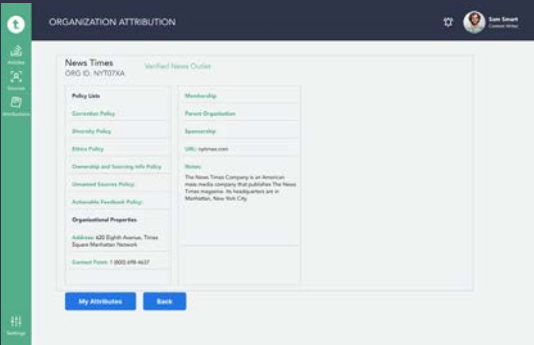 t
ORGANIZATION ATTRIBUTION
Sam Smart
Content Writer
Articles
Sources
Attributions
Settings
News Times
ORG ID: NYT07XA
Verified News Outlet
Policy Lists
Correction Policy
Diversity Policy
Ethics Policy
Ownership and Sourcing Info Policy
Unnamed Sources Policy:
Actionable Feedback Policy:
Organizational Properties
Address: 620 Eighth Avenue, Times
Square Manhattan Network
Contact Point: 1 (800) 698-4637
Membership
Parent Organization
Sponsorship
URL: nytimes.com
Notes:
The News Times Company is an American
mass media company that publishes The News
Times magazine. Its headquarters are in
Manhattan, New York City
My Attributes
Back